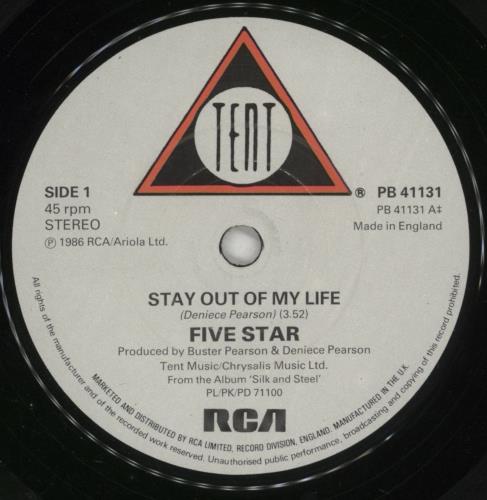 TENT
SIDE 1
45 rpm
STEREO
℗ 1986 RCA/Ariola Ltd.
® PB 41131
PB 41131 A‡
Made in England
STAY OUT OF MY LIFE
(Deniece Pearson) (3.52)
FIVE STAR
Produced by Buster Pearson & Deniece Pearson
Tent Music/Chrysalis Music Ltd.
From the Album 'Silk and Steel'
PL/PK/PD 71100
RCA
MARKETED AND DISTRIBUTED BY RCA LIMITED, RECORD DIVISION, ENGLAND. MANUFACTURED IN THE U.K.
All rights of the manufacturer and of the recorded work reserved. Unauthorised public performance, broadcasting and copying of this record prohibited.